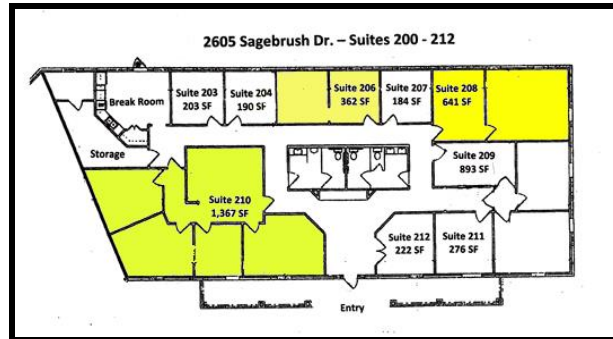 2605 Sagebrush Dr. – Suites 200 - 212
Break Room
Suite 203
203 SF
Suite 204
190 SF
Suite 206
362 SF
Suite 207
184 SF
Suite 208
641 SF
Storage
Suite 209
893 SF
Suite 210
1,367 SF
Suite 212
222 SF
Suite 211
276 SF
Entry